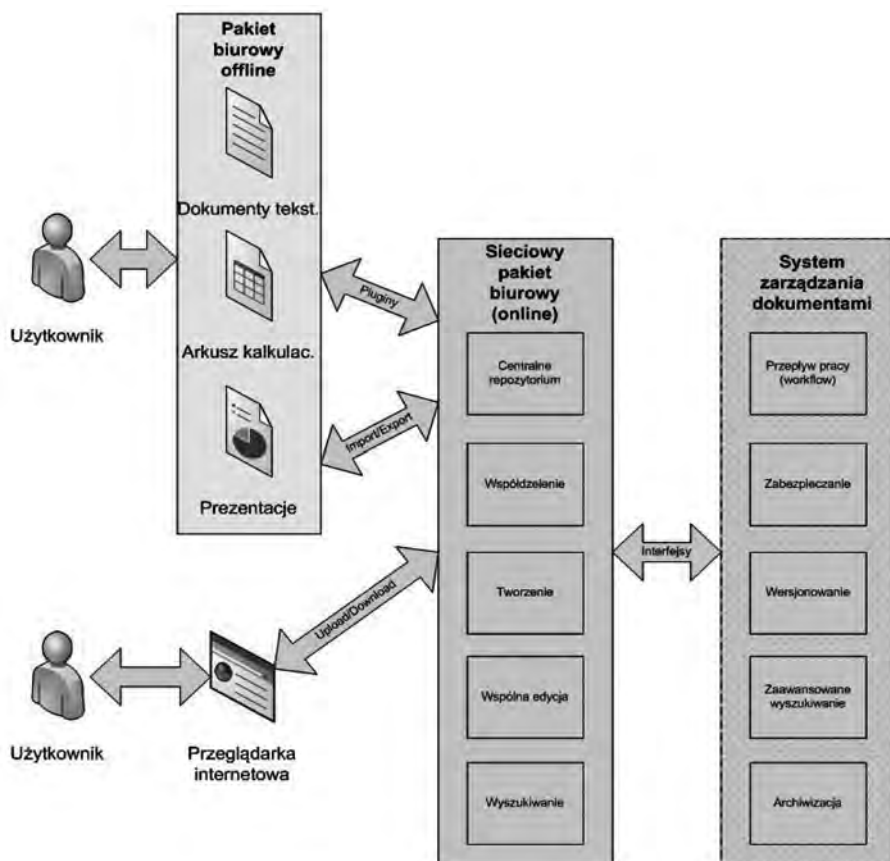 Pakiet
biurowy
offline
Dokumenty tekst.
Arkusz kalkulac.
Prezentacje
Użytkownik
Pluginy
Import/Export
Upload/Download
Użytkownik
Przeglądarka
internetowa
Sieciowy
pakiet
biurowy
(online)
Centralne
repozytorium
Współdzelenie
Tworzenie
Wspólna edycja
Wyszukiwanie
Interfejsy
System
zarządzania
dokumentami
Przepływ pracy
(workflow)
Zabezpieczanie
Wersjonowanie
Zaawansowane
wyszukiwanie
Archiwizacja